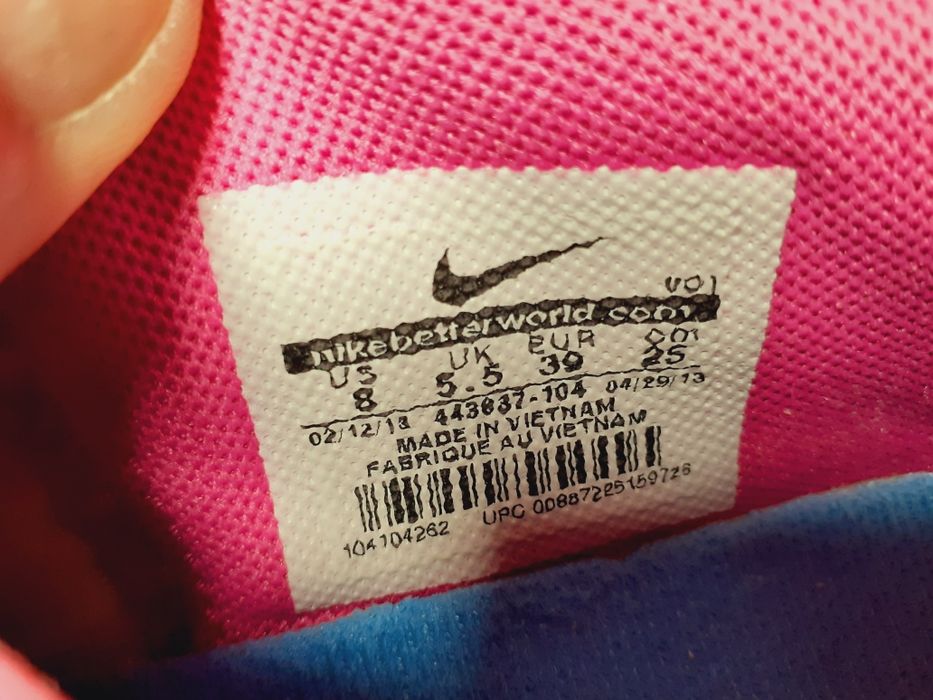 VO1
nikebetterworld.com
US UK EUR cm
8 5.5 39 25
02/12/13 443837-104 04/29/13
MADE IN VIETNAM
FABRIQUE AU VIETNAM
104104262 UPC 00887225159726